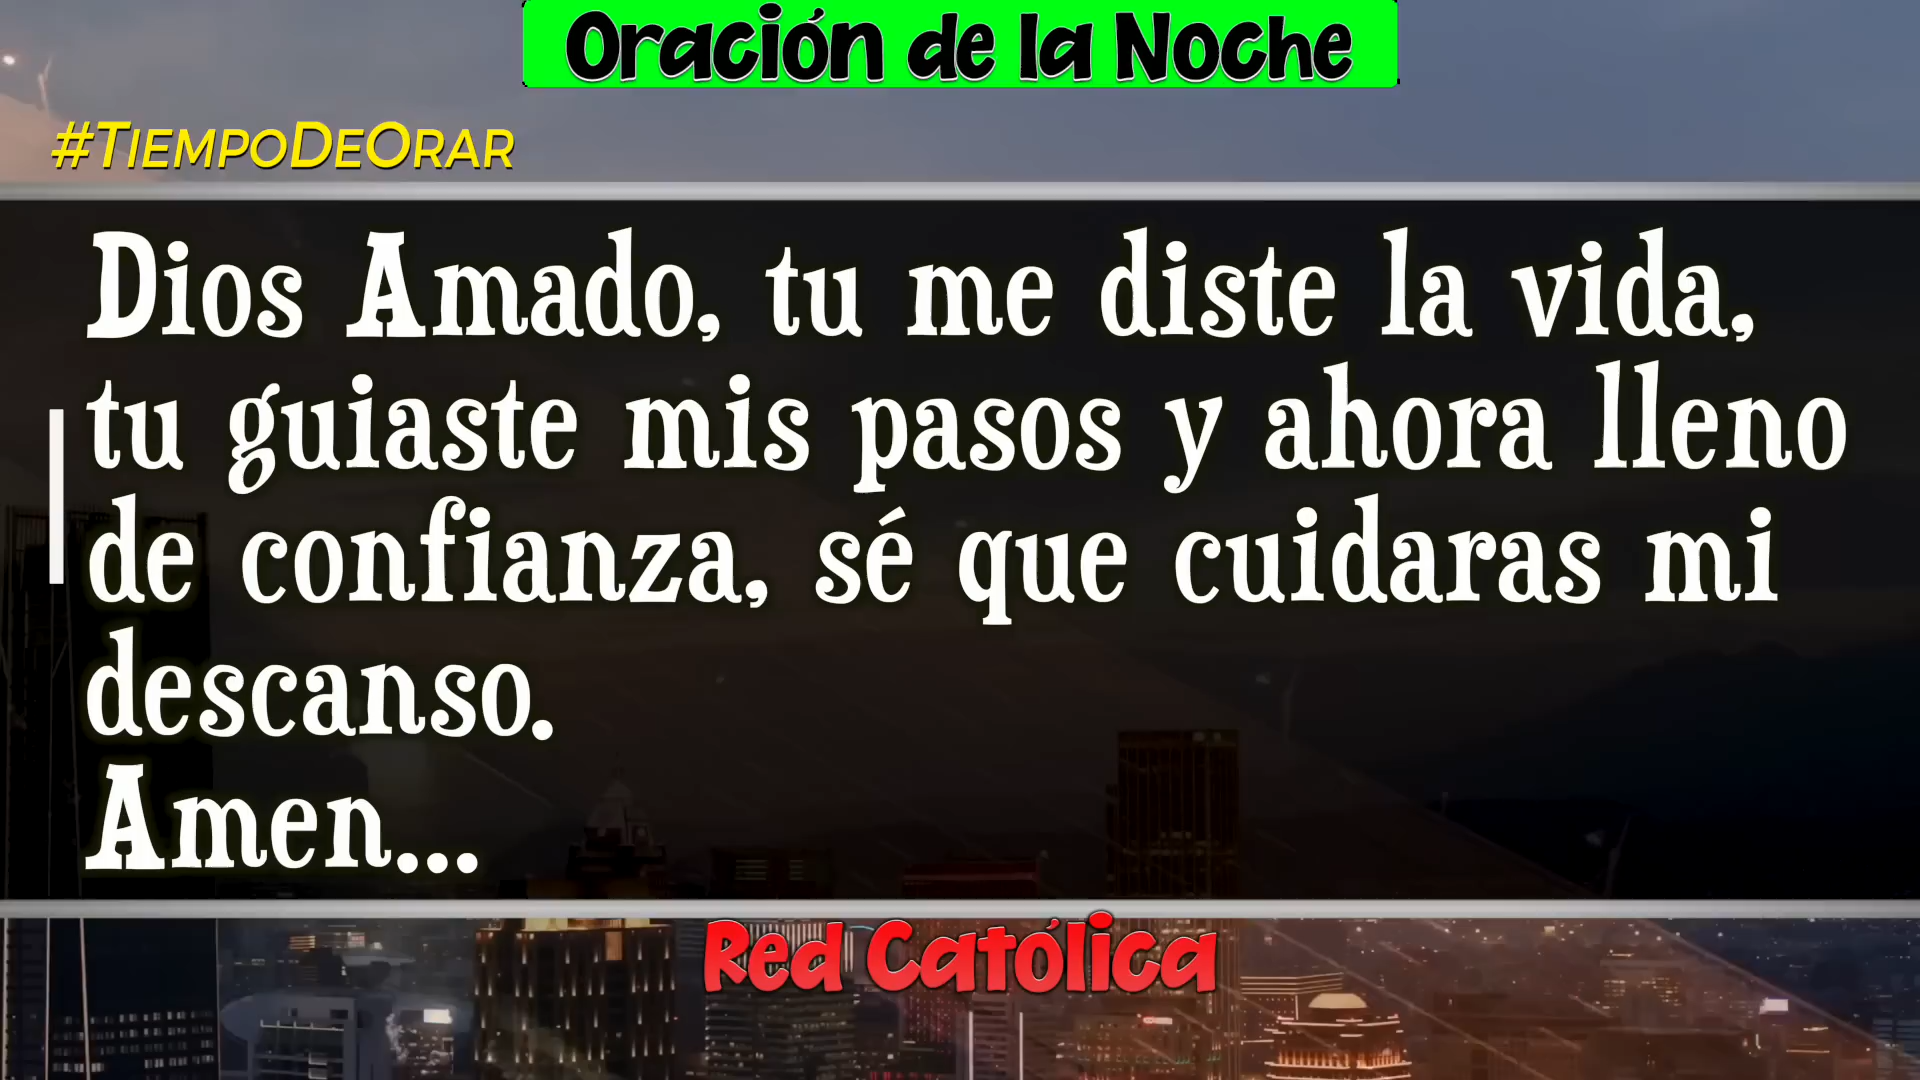 Oración de la Noche
#TiempoDeOrar
Dios Amado, tu me diste la vida,
tu guiaste mis pasos y ahora lleno
de confianza, sé que cuidaras mi
descanso.
Amen...
Red Católica